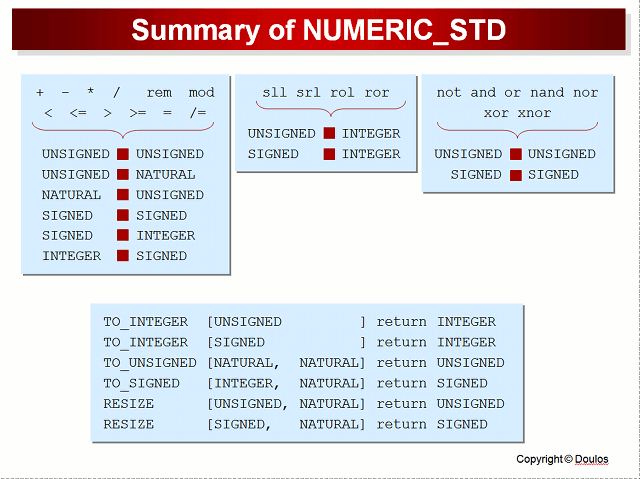 Summary of NUMERIC_STD
+ - * / rem mod
< <= > >= = /=
UNSIGNED UNSIGNED
UNSIGNED NATURAL
NATURAL UNSIGNED
SIGNED SIGNED
SIGNED INTEGER
INTEGER SIGNED
sll srl rol ror
UNSIGNED INTEGER
SIGNED INTEGER
not and or nand nor
xor xnor
UNSIGNED UNSIGNED
SIGNED SIGNED
TO_INTEGER [UNSIGNED ] return INTEGER
TO_INTEGER [SIGNED ] return INTEGER
TO_UNSIGNED [NATURAL, NATURAL] return UNSIGNED
TO_SIGNED [INTEGER, NATURAL] return SIGNED
RESIZE [UNSIGNED, NATURAL] return UNSIGNED
RESIZE [SIGNED, NATURAL] return SIGNED
Copyright © Doulos